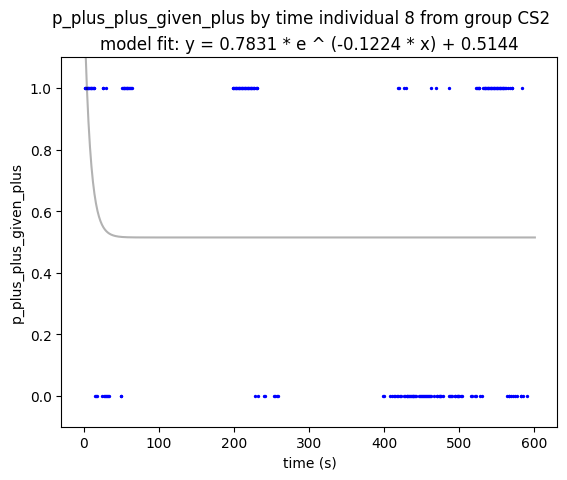 p_plus_plus_given_plus by time individual 8 from group CS2
model fit: y = 0.7831 * e ^ (-0.1224 * x) + 0.5144
p_plus_plus_given_plus
1.0
0.8
0.6
0.4
0.2
0.0
0 100 200 300 400 500 600
time (s)